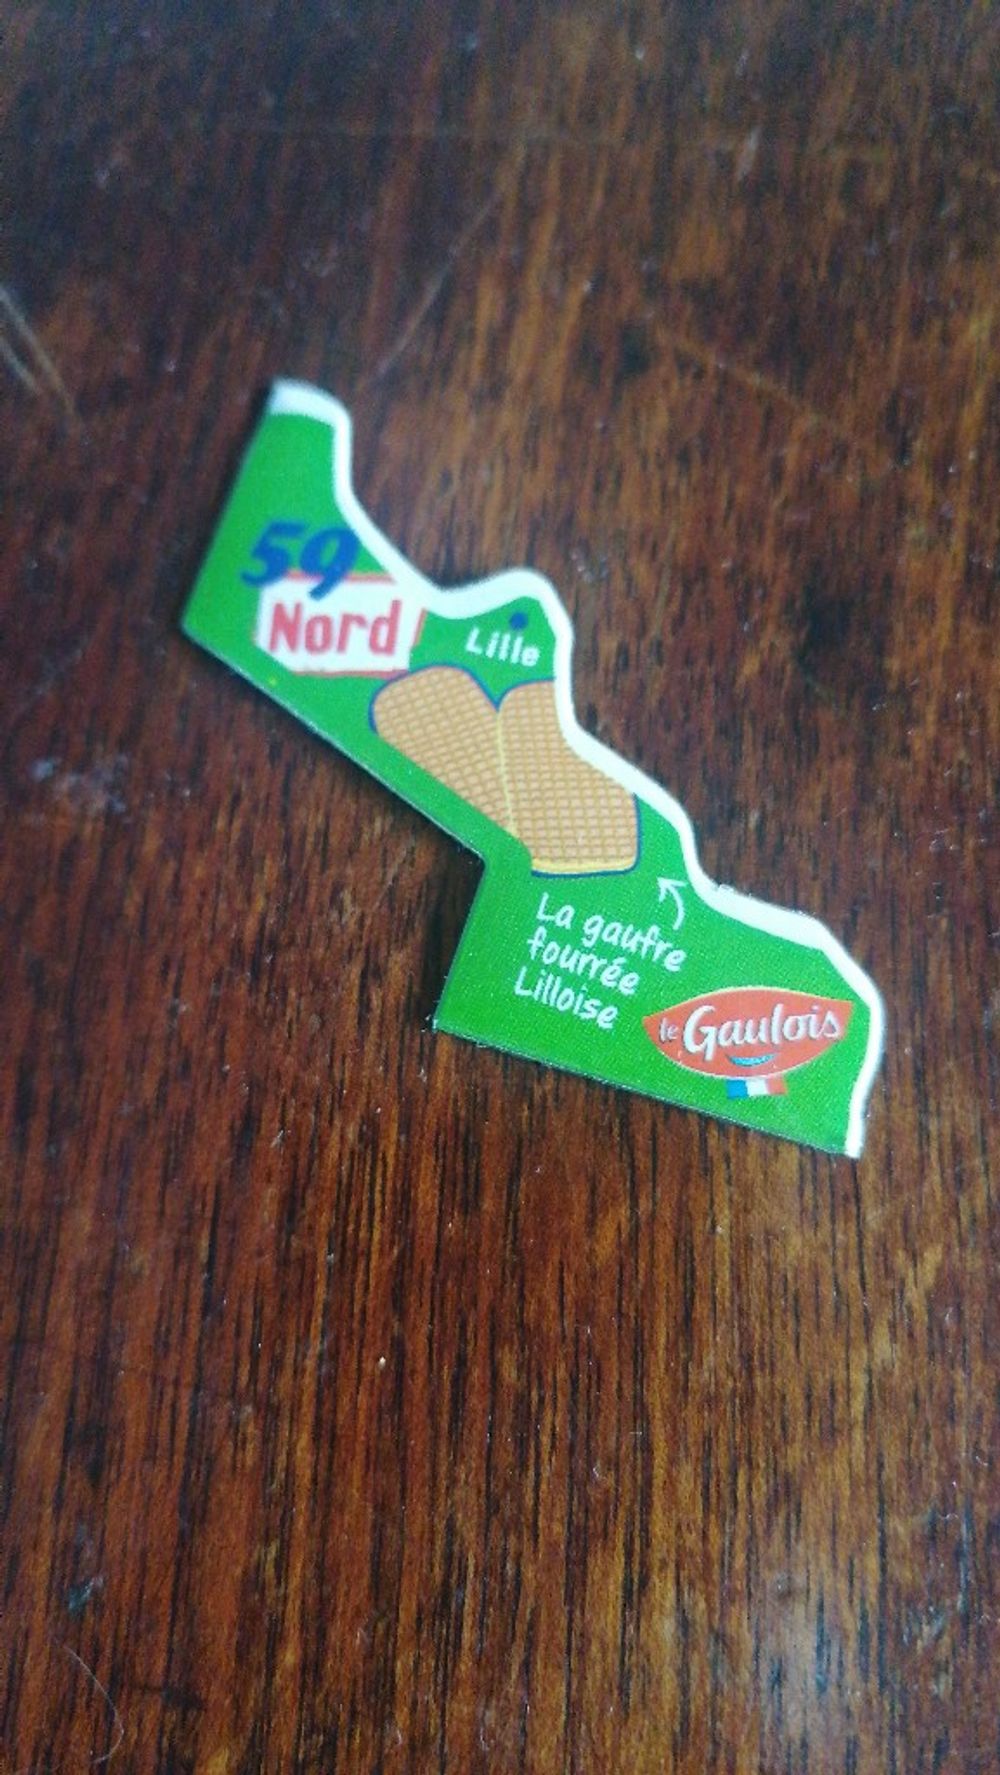 59
Nord
Lille
La gaufre
fourrée
Lilloise
le Gaulois